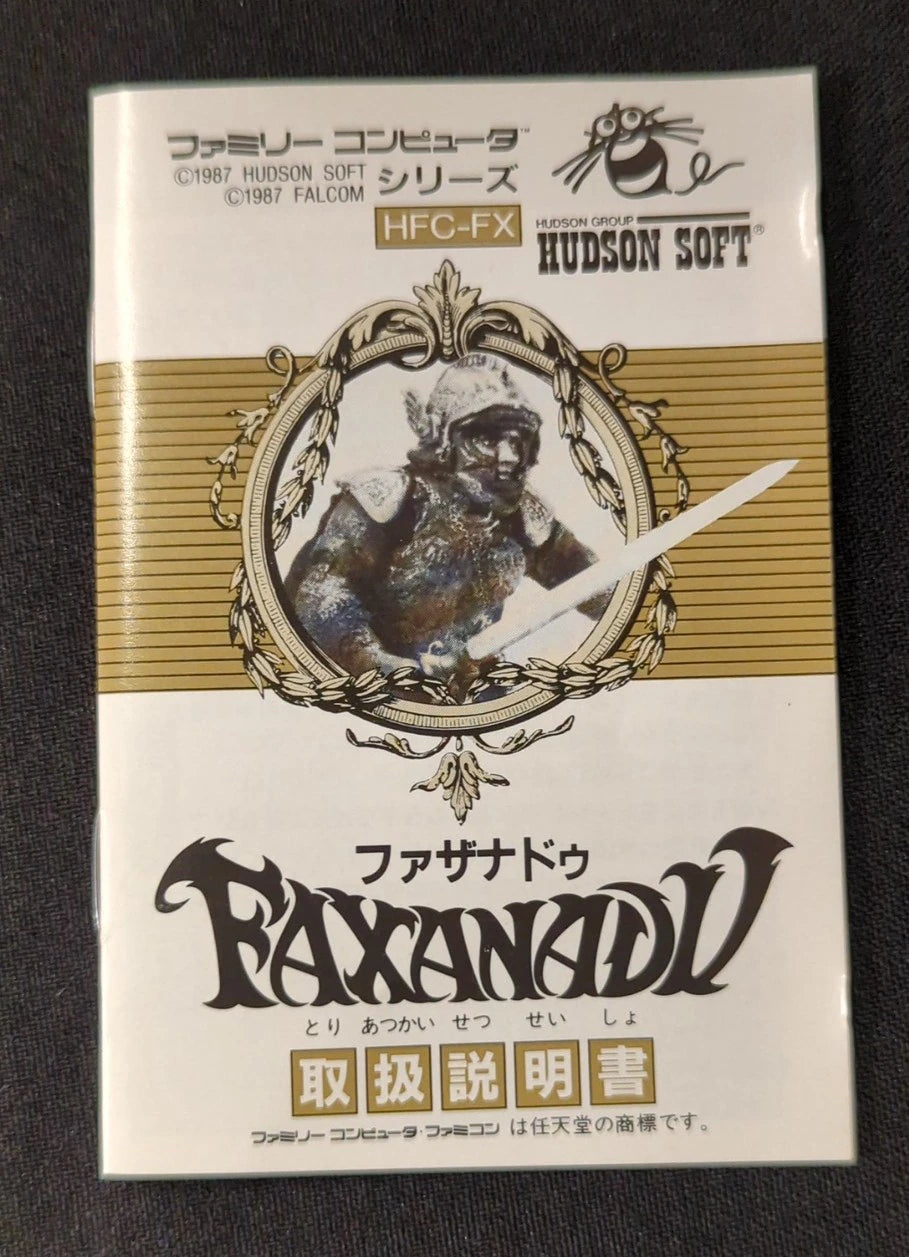 ファミリー コンピュータ™
シリーズ
©1987 HUDSON SOFT
©1987 FALCOM
HFC-FX
HUDSON GROUP
HUDSON SOFT®
ファザナドゥ
FAXANADU
とり あつかい せつ せい しょ
取扱説明書
ファミリー コンピュータ・ファミコン は任天堂の商標です。